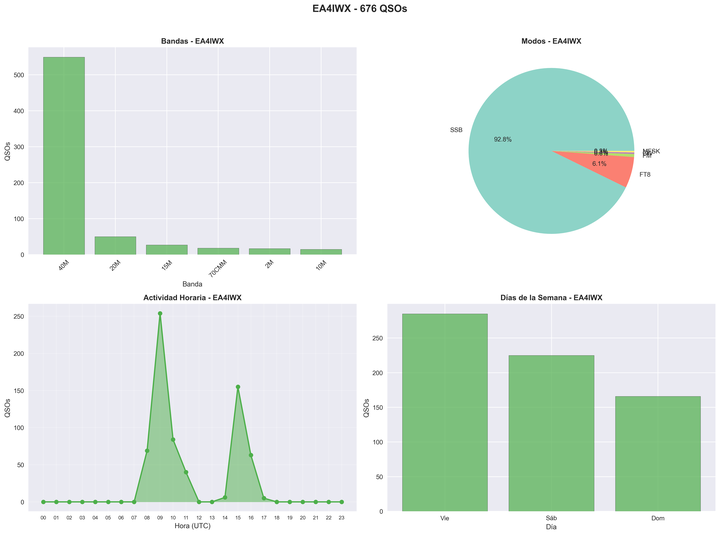 EA4IWX - 676 QSOs
Bandas - EA4IWX
QSOs
500
400
300
200
100
0
40M
20M
15M
70CMM
2M
10M
Banda
Modos - EA4IWX
SSB
92.8%
6.1%
FT8
MFSK
Actividad Horaria - EA4IWX
QSOs
250
200
150
100
50
0
00 01 02 03 04 05 06 07 08 09 10 11 12 13 14 15 16 17 18 19 20 21 22 23
Hora (UTC)
Días de la Semana - EA4IWX
QSOs
250
200
150
100
50
0
Vie
Sáb
Dom
Día